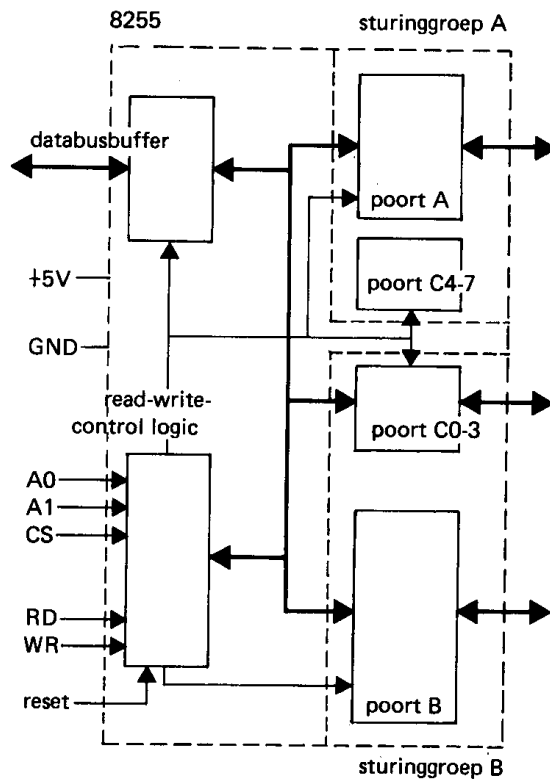 8255
sturinggroep A
databusbuffer
poort A
+5V
poort C4-7
GND
read-write-
control logic
poort C0-3
A0
A1
CS
RD
WR
reset
poort B
sturinggroep B